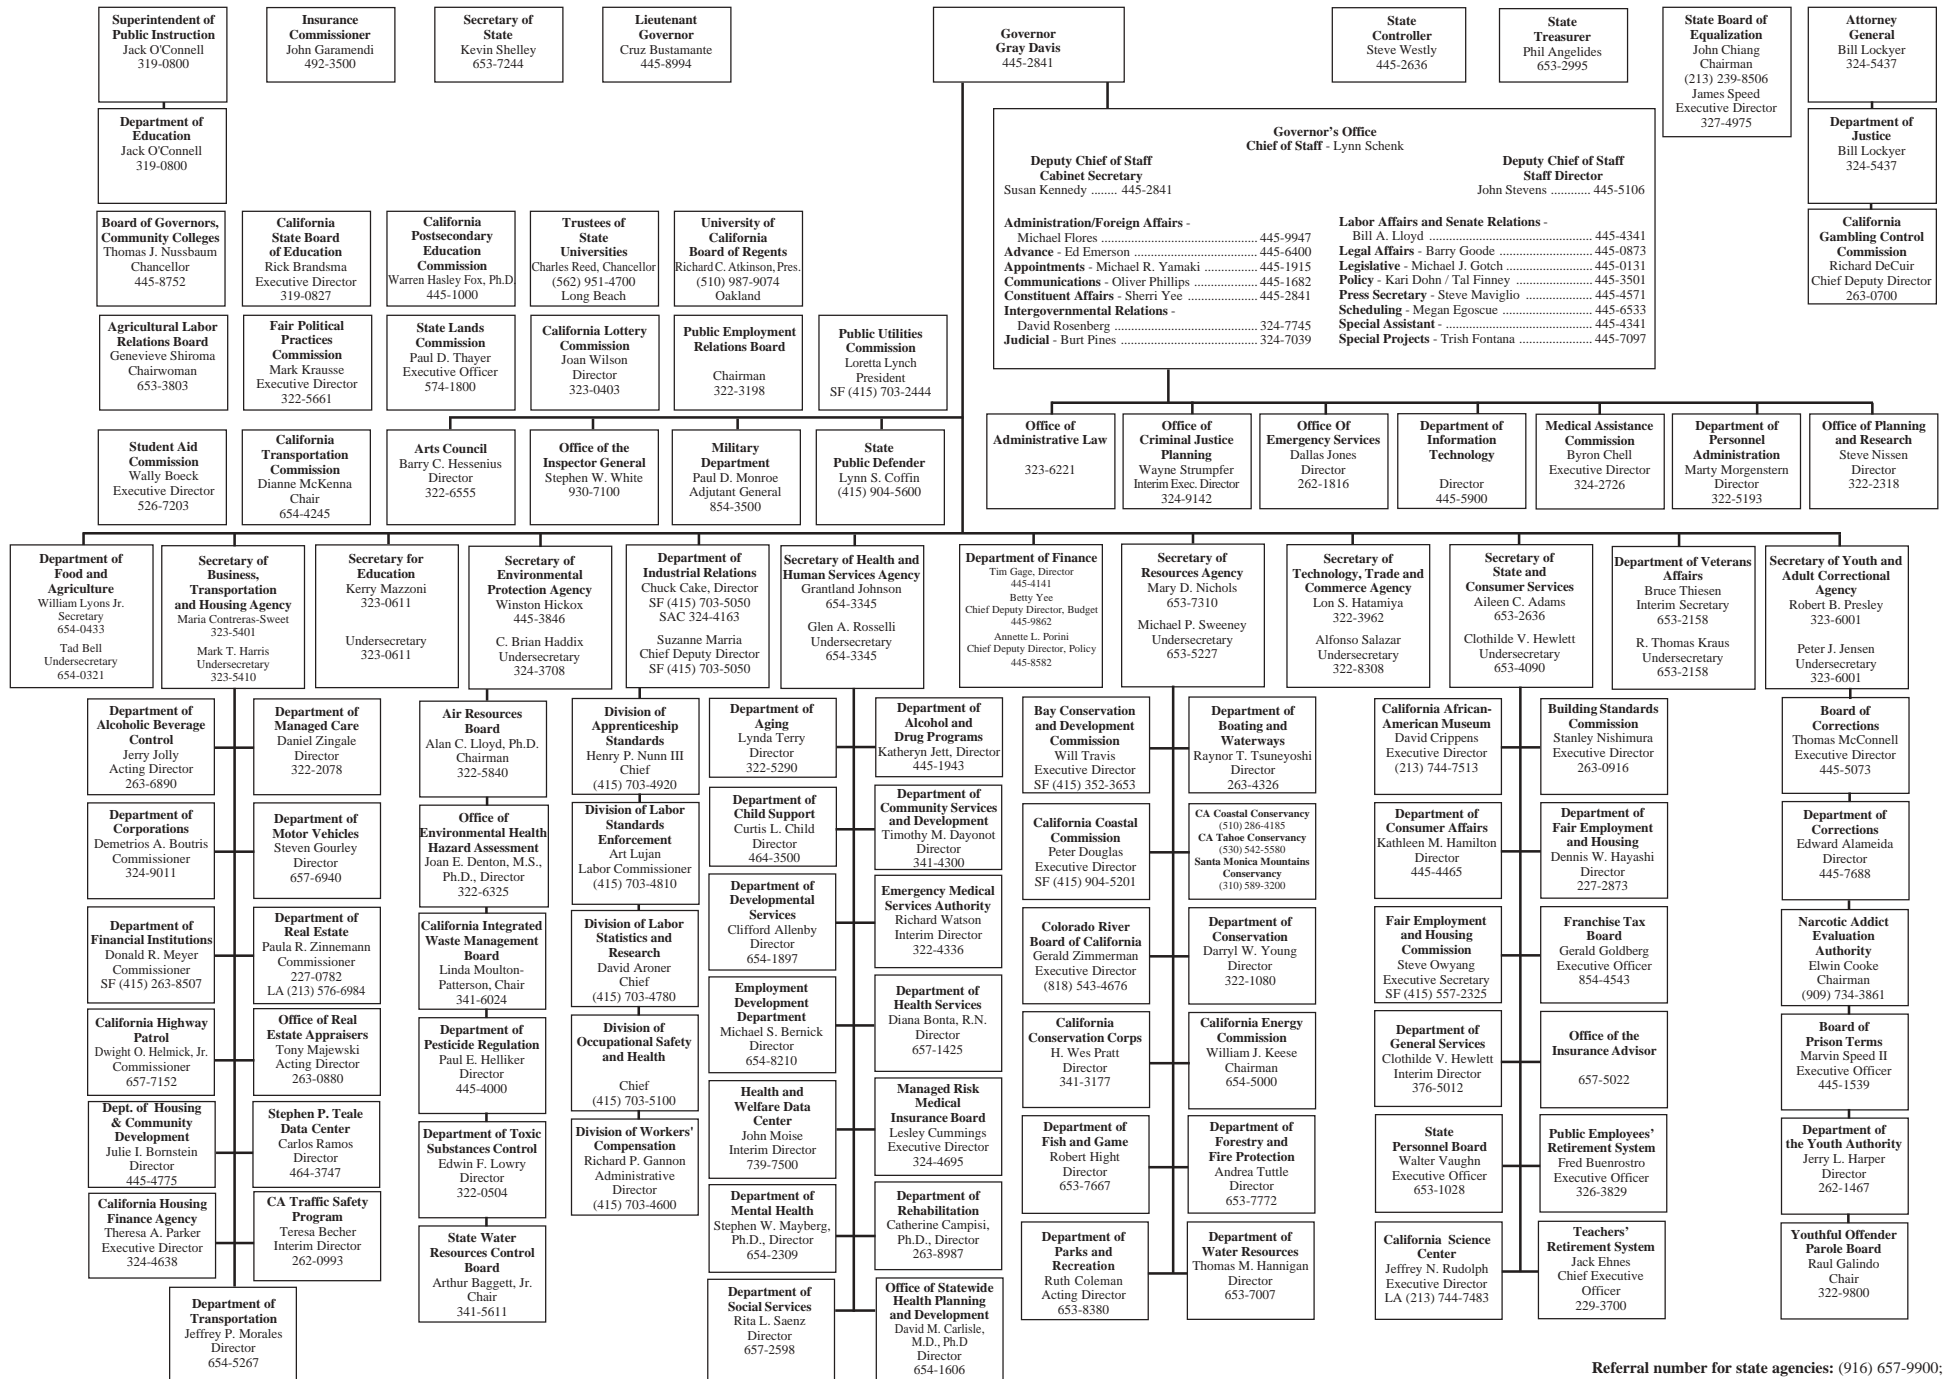 Superintendent of
Public Instruction
Jack O'Connell
319-0800
Insurance
Commissioner
John Garamendi
492-3500
Secretary of
State
Kevin Shelley
653-7244
Lieutenant
Governor
Cruz Bustamante
445-8994
Governor
Gray Davis
445-2841
State
Controller
Steve Westly
445-2636
State
Treasurer
Phil Angelides
653-2995
State Board of
Equalization
John Chiang
Chairman
(213) 239-8506
James Speed
Executive Director
327-4975
Attorney
General
Bill Lockyer
324-5437
Department of
Education
Jack O'Connell
319-0800
Department of
Justice
Bill Lockyer
324-5437
Governor's Office
Chief of Staff - Lynn Schenk
Deputy Chief of Staff
Cabinet Secretary
Susan Kennedy ........ 445-2841
Deputy Chief of Staff
Staff Director
John Stevens ............ 445-5106
Administration/Foreign Affairs -
Michael Flores ................................................ 445-9947
Advance - Ed Emerson ...................................... 445-6400
Appointments - Michael R. Yamaki ................ 445-1915
Communications - Oliver Phillips ................... 445-1682
Constituent Affairs - Sherri Yee ...................... 445-2841
Intergovernmental Relations -
David Rosenberg ............................................ 324-7745
Judicial - Burt Pines ........................................... 324-7039
Labor Affairs and Senate Relations -
Bill A. Lloyd .................................................. 445-4341
Legal Affairs - Barry Goode ............................. 445-0873
Legislative - Michael J. Gotch ........................... 445-0131
Policy - Kari Dohn / Tal Finney ........................ 445-3501
Press Secretary - Steve Maviglio ...................... 445-4571
Scheduling - Megan Egoscue ............................ 445-6533
Special Assistant - .............................................. 445-4341
Special Projects - Trish Fontana ....................... 445-7097
California
Gambling Control
Commission
Richard DeCuir
Chief Deputy Director
263-0700
Board of Governors,
Community Colleges
Thomas J. Nussbaum
Chancellor
445-8752
California
State Board
of Education
Rick Brandsma
Executive Director
319-0827
California
Postsecondary
Education
Commission
Warren Hasley Fox, Ph.D.
445-1000
Trustees of
State
Universities
Charles Reed, Chancellor
(562) 951-4700
Long Beach
University of
California
Board of Regents
Richard C. Atkinson, Pres.
(510) 987-9074
Oakland
Agricultural Labor
Relations Board
Genevieve Shiroma
Chairwoman
653-3803
Fair Political
Practices
Commission
Mark Krausse
Executive Director
322-5661
State Lands
Commission
Paul D. Thayer
Executive Officer
574-1800
California Lottery
Commission
Joan Wilson
Director
323-0403
Public Employment
Relations Board
Chairman
322-3198
Public Utilities
Commission
Loretta Lynch
President
SF (415) 703-2444
Student Aid
Commission
Wally Boeck
Executive Director
526-7203
California
Transportation
Commission
Dianne McKenna
Chair
654-4245
Arts Council
Barry C. Hessenius
Director
322-6555
Office of the
Inspector General
Stephen W. White
930-7100
Military
Department
Paul D. Monroe
Adjutant General
854-3500
State
Public Defender
Lynn S. Coffin
(415) 904-5600
Office of
Administrative Law
323-6221
Office of
Criminal Justice
Planning
Wayne Strumpfer
Interim Exec. Director
324-9142
Office Of
Emergency Services
Dallas Jones
Director
262-1816
Department of
Information
Technology
Director
445-5900
Medical Assistance
Commission
Byron Chell
Executive Director
324-2726
Department of
Personnel
Administration
Marty Morgenstern
Director
322-5193
Office of Planning
and Research
Steve Nissen
Director
322-2318
Department of
Food and
Agriculture
William Lyons Jr.
Secretary
654-0433
Tad Bell
Undersecretary
654-0321
Secretary of
Business,
Transportation
and Housing Agency
Maria Contreras-Sweet
323-5401
Mark T. Harris
Undersecretary
323-5410
Secretary for
Education
Kerry Mazzoni
323-0611
Undersecretary
323-0611
Secretary of
Environmental
Protection Agency
Winston Hickox
445-3846
C. Brian Haddix
Undersecretary
324-3708
Department of
Industrial Relations
Chuck Cake, Director
SF (415) 703-5050
SAC 324-4163
Suzanne Marria
Chief Deputy Director
SF (415) 703-5050
Secretary of Health and
Human Services Agency
Grantland Johnson
654-3345
Glen A. Rosselli
Undersecretary
654-3345
Department of Finance
Tim Gage, Director
445-4141
Betty Yee
Chief Deputy Director, Budget
445-9862
Annette L. Porini
Chief Deputy Director, Policy
445-8582
Secretary of
Resources Agency
Mary D. Nichols
653-7310
Michael P. Sweeney
Undersecretary
653-5227
Secretary of
Technology, Trade and
Commerce Agency
Lon S. Hatamiya
322-3962
Alfonso Salazar
Undersecretary
322-8308
Secretary of
State and
Consumer Services
Aileen C. Adams
653-2636
Clothilde V. Hewlett
Undersecretary
653-4090
Department of Veterans
Affairs
Bruce Thiesen
Interim Secretary
653-2158
R. Thomas Kraus
Undersecretary
653-2158
Secretary of Youth and
Adult Correctional
Agency
Robert B. Presley
323-6001
Peter J. Jensen
Undersecretary
323-6001
Department of
Alcoholic Beverage
Control
Jerry Jolly
Acting Director
263-6890
Department of
Managed Care
Daniel Zingale
Director
322-2078
Department of
Corporations
Demetrios A. Boutris
Commissioner
324-9011
Department of
Motor Vehicles
Steven Gourley
Director
657-6940
Department of
Financial Institutions
Donald R. Meyer
Commissioner
SF (415) 263-8507
Department of
Real Estate
Paula R. Zinnemann
Commissioner
227-0782
LA (213) 576-6984
California Highway
Patrol
Dwight O. Helmick, Jr.
Commissioner
657-7152
Office of Real
Estate Appraisers
Tony Majewski
Acting Director
263-0880
Dept. of Housing
& Community
Development
Julie I. Bornstein
Director
445-4775
Stephen P. Teale
Data Center
Carlos Ramos
Director
464-3747
California Housing
Finance Agency
Theresa A. Parker
Executive Director
324-4638
CA Traffic Safety
Program
Teresa Becher
Interim Director
262-0993
Department of
Transportation
Jeffrey P. Morales
Director
654-5267
Air Resources
Board
Alan C. Lloyd, Ph.D.
Chairman
322-5840
Office of
Environmental Health
Hazard Assessment
Joan E. Denton, M.S.,
Ph.D., Director
322-6325
California Integrated
Waste Management
Board
Linda Moulton-
Patterson, Chair
341-6024
Department of
Pesticide Regulation
Paul E. Helliker
Director
445-4000
Department of Toxic
Substances Control
Edwin F. Lowry
Director
322-0504
State Water
Resources Control
Board
Arthur Baggett, Jr.
Chair
341-5611
Division of
Apprenticeship
Standards
Henry P. Nunn III
Chief
(415) 703-4920
Division of Labor
Standards
Enforcement
Art Lujan
Labor Commissioner
(415) 703-4810
Division of Labor
Statistics and
Research
David Aroner
Chief
(415) 703-4780
Division of
Occupational Safety
and Health
Chief
(415) 703-5100
Division of Workers'
Compensation
Richard P. Gannon
Administrative
Director
(415) 703-4600
Department of
Aging
Lynda Terry
Director
322-5290
Department of
Alcohol and
Drug Programs
Katheryn Jett, Director
445-1943
Department of
Child Support
Curtis L. Child
Director
464-3500
Department of
Community Services
and Development
Timothy M. Dayonot
Director
341-4300
Department of
Developmental
Services
Clifford Allenby
Director
654-1897
Emergency Medical
Services Authority
Richard Watson
Interim Director
322-4336
Employment
Development
Department
Michael S. Bernick
Director
654-8210
Department of
Health Services
Diana Bonta, R.N.
Director
657-1425
Health and
Welfare Data
Center
John Moise
Interim Director
739-7500
Managed Risk
Medical
Insurance Board
Lesley Cummings
Executive Director
324-4695
Department of
Mental Health
Stephen W. Mayberg,
Ph.D., Director
654-2309
Department of
Rehabilitation
Catherine Campisi,
Ph.D., Director
263-8987
Department of
Social Services
Rita L. Saenz
Director
657-2598
Office of Statewide
Health Planning
and Development
David M. Carlisle,
M.D., Ph.D
Director
654-1606
Bay Conservation
and Development
Commission
Will Travis
Executive Director
SF (415) 352-3653
Department of
Boating and
Waterways
Raynor T. Tsuneyoshi
Director
263-4326
California Coastal
Commission
Peter Douglas
Executive Director
SF (415) 904-5201
CA Coastal Conservancy
(510) 286-4185
CA Tahoe Conservancy
(530) 542-5580
Santa Monica Mountains
Conservancy
(310) 589-3200
Colorado River
Board of California
Gerald Zimmerman
Executive Director
(818) 543-4676
Department of
Conservation
Darryl W. Young
Director
322-1080
California
Conservation Corps
H. Wes Pratt
Director
341-3177
California Energy
Commission
William J. Keese
Chairman
654-5000
Department of
Fish and Game
Robert Hight
Director
653-7667
Department of
Forestry and
Fire Protection
Andrea Tuttle
Director
653-7772
Department of
Parks and
Recreation
Ruth Coleman
Acting Director
653-8380
Department of
Water Resources
Thomas M. Hannigan
Director
653-7007
California African-
American Museum
David Crippens
Executive Director
(213) 744-7513
Building Standards
Commission
Stanley Nishimura
Executive Director
263-0916
Department of
Consumer Affairs
Kathleen M. Hamilton
Director
445-4465
Department of
Fair Employment
and Housing
Dennis W. Hayashi
Director
227-2873
Fair Employment
and Housing
Commission
Steve Owyang
Executive Secretary
SF (415) 557-2325
Franchise Tax
Board
Gerald Goldberg
Executive Officer
854-4543
Department of
General Services
Clothilde V. Hewlett
Interim Director
376-5012
Office of the
Insurance Advisor
657-5022
State
Personnel Board
Walter Vaughn
Executive Officer
653-1028
Public Employees'
Retirement System
Fred Buenrostro
Executive Officer
326-3829
California Science
Center
Jeffrey N. Rudolph
Executive Director
LA (213) 744-7483
Teachers'
Retirement System
Jack Ehnes
Chief Executive
Officer
229-3700
Board of
Corrections
Thomas McConnell
Executive Director
445-5073
Department of
Corrections
Edward Alameida
Director
445-7688
Narcotic Addict
Evaluation
Authority
Elwin Cooke
Chairman
(909) 734-3861
Board of
Prison Terms
Marvin Speed II
Executive Officer
445-1539
Department of
the Youth Authority
Jerry L. Harper
Director
262-1467
Youthful Offender
Parole Board
Raul Galindo
Chair
322-9800
Referral number for state agencies: (916) 657-9900;